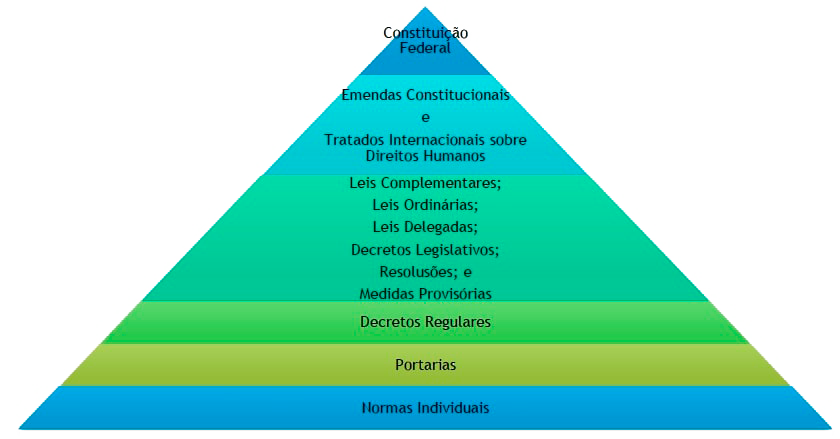 Constituição
Federal
Emendas Constitucionais
e
Tratados Internacionais sobre
Direitos Humanos
Leis Complementares;
Leis Ordinárias;
Leis Delegadas;
Decretos Legislativos;
Resolusões; e
Medidas Provisórias
Decretos Regulares
Portarias
Normas Individuais